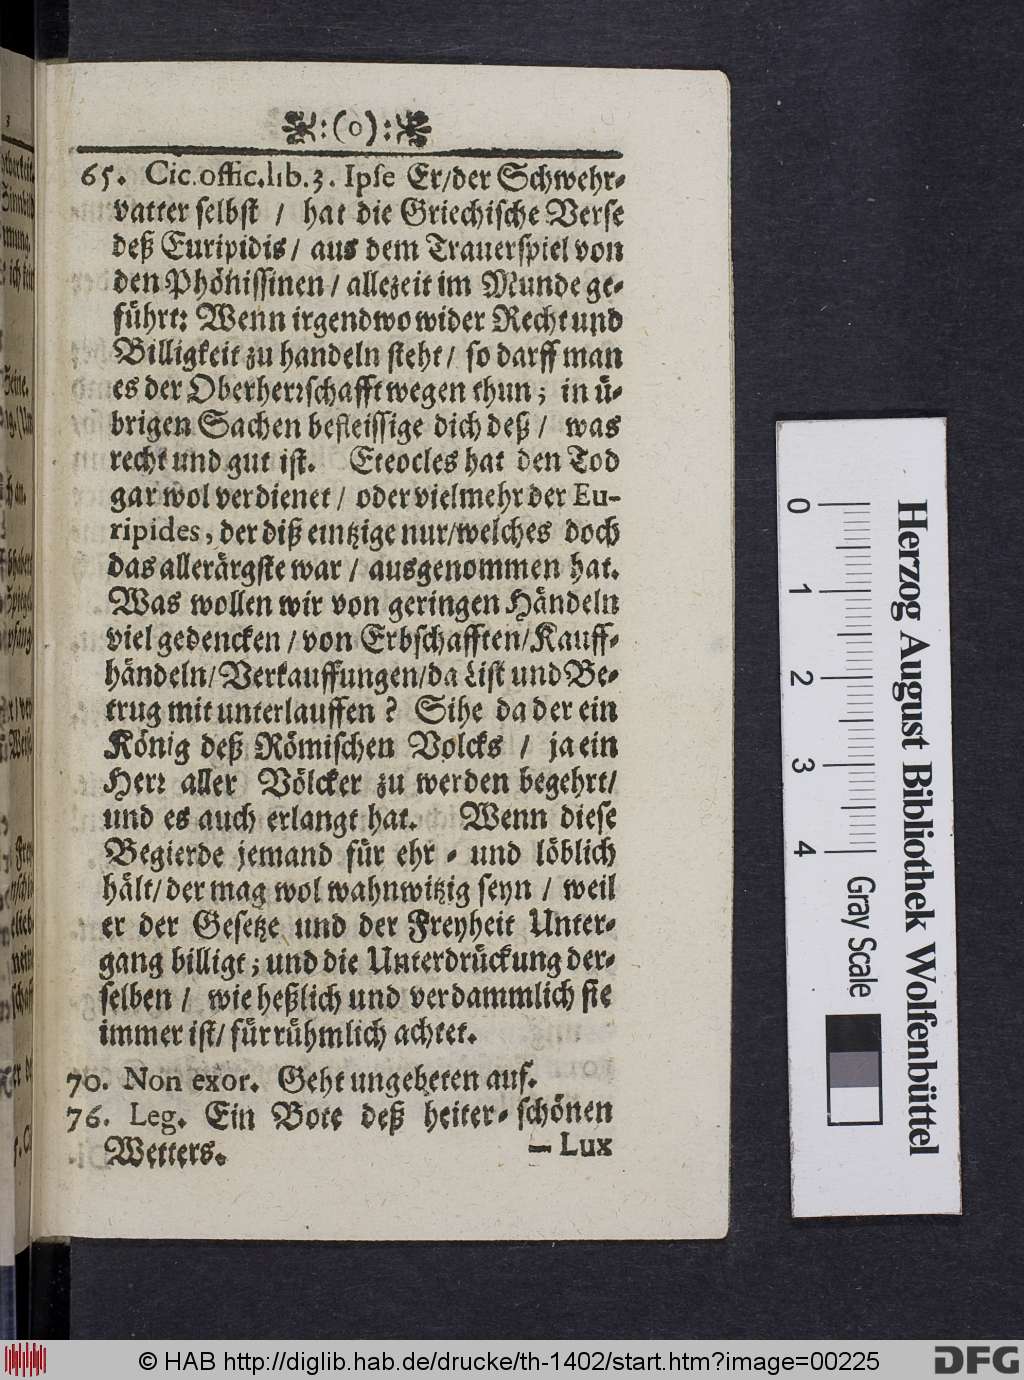 :(o):
65. Cic. offic. lib. 3. Ipse Er/der Schwehr-
vatter selbst / hat die Griechische Verse
deß Euripidis / aus dem Trauerspiel von
den Phönissinen / allezeit im Munde ge-
führt: Wenn irgendwo wider Recht und
Billigkeit zu handeln steht / so darff man
es der Oberherrschafft wegen thun; in ü-
brigen Sachen befleissige dich deß / was
recht und gut ist. Eteocles hat den Tod
gar wol verdienet / oder vielmehr der Eu-
ripides, der diß eintzige nur/welches doch
das allerärgste war / ausgenommen hat.
Was wollen wir von geringen Händeln
viel gedencken / von Erbschafften/Kauff-
händeln/Verkauffungen/da List und Be-
trug mit unterlauffen? Sihe da der ein
König deß Römischen Volcks / ja ein
Herr aller Völcker zu werden begehrt/
und es auch erlangt hat. Wenn diese
Begierde jemand für ehr- und löblich
hält/der mag wol wahnwitzig seyn / weil
er der Gesetze und der Freyheit Unter-
gang billigt; und die Unterdrückung der-
selben / wie heßlich und verdammlich sie
immer ist/ für rühmlich achtet.
70. Non exor. Geht ungebeten auf.
76. Leg. Ein Bote deß heiter-schönen
Wetters.
— Lux
0 1 2 3 4
Gray Scale
Herzog August Bibliothek Wolfenbüttel
© HAB http://diglib.hab.de/drucke/th-1402/start.htm?image=00225
DFG